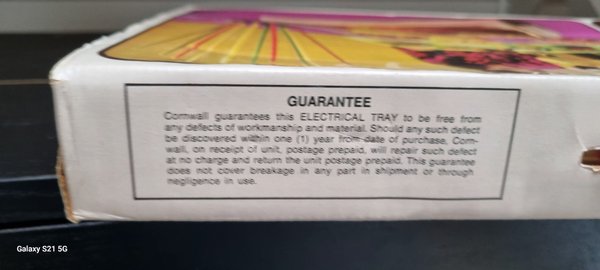 GUARANTEE
Cornwall guarantees this ELECTRICAL TRAY to be free from
any defects of workmanship and material. Should any such defect
be discovered within one (1) year from date of purchase, Corn-
wall, on receipt of unit, postage prepaid, will repair such defect
at no charge and return the unit postage prepaid. This guarantee
does not cover breakage in any part in shipment or through
negligence in use.
Galaxy S21 5G